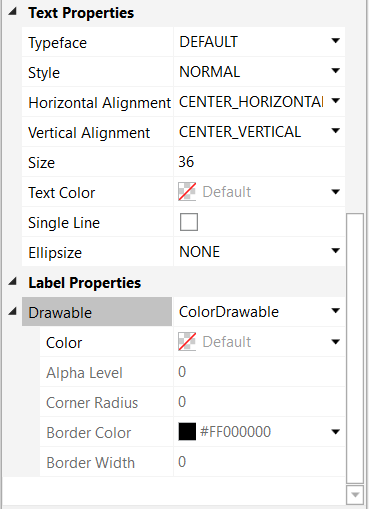 Text Properties
Typeface DEFAULT
Style NORMAL
Horizontal Alignment CENTER_HORIZONTAL
Vertical Alignment CENTER_VERTICAL
Size 36
Text Color Default
Single Line
Ellipsize NONE
Label Properties
Drawable ColorDrawable
Color Default
Alpha Level 0
Corner Radius 0
Border Color #FF000000
Border Width 0